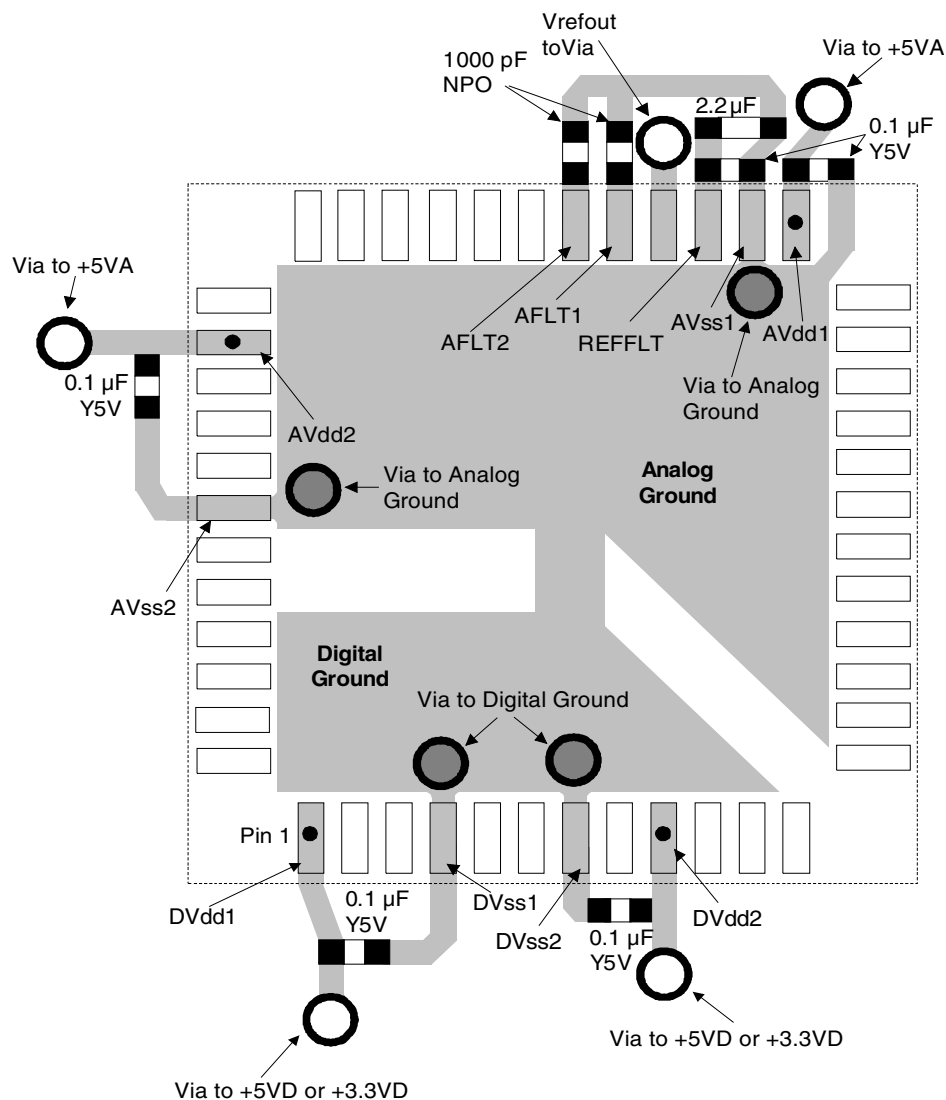 Vrefout
toVia
Via to +5VA
1000 pF
NPO
2.2µF
0.1 µF
Y5V
Via to +5VA
AFLT2
AFLT1
REFFLT
AVss1
AVdd1
0.1 µF
Y5V
Via to Analog
Ground
AVdd2
Via to Analog
Ground
Analog
Ground
AVss2
Digital
Ground
Via to Digital Ground
Pin 1
DVdd1
0.1 µF
Y5V
DVss1
DVss2
0.1 µF
Y5V
DVdd2
Via to +5VD or +3.3VD
Via to +5VD or +3.3VD